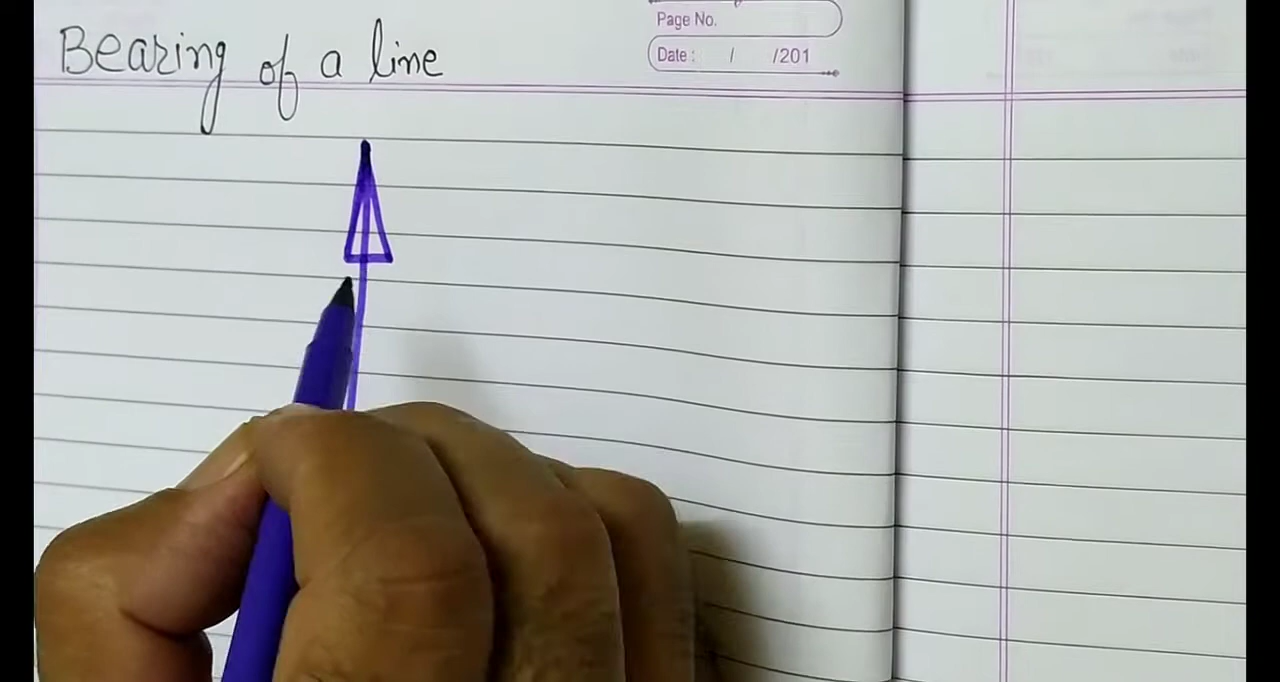 Bearing of a line
Page No.
Date : / /201